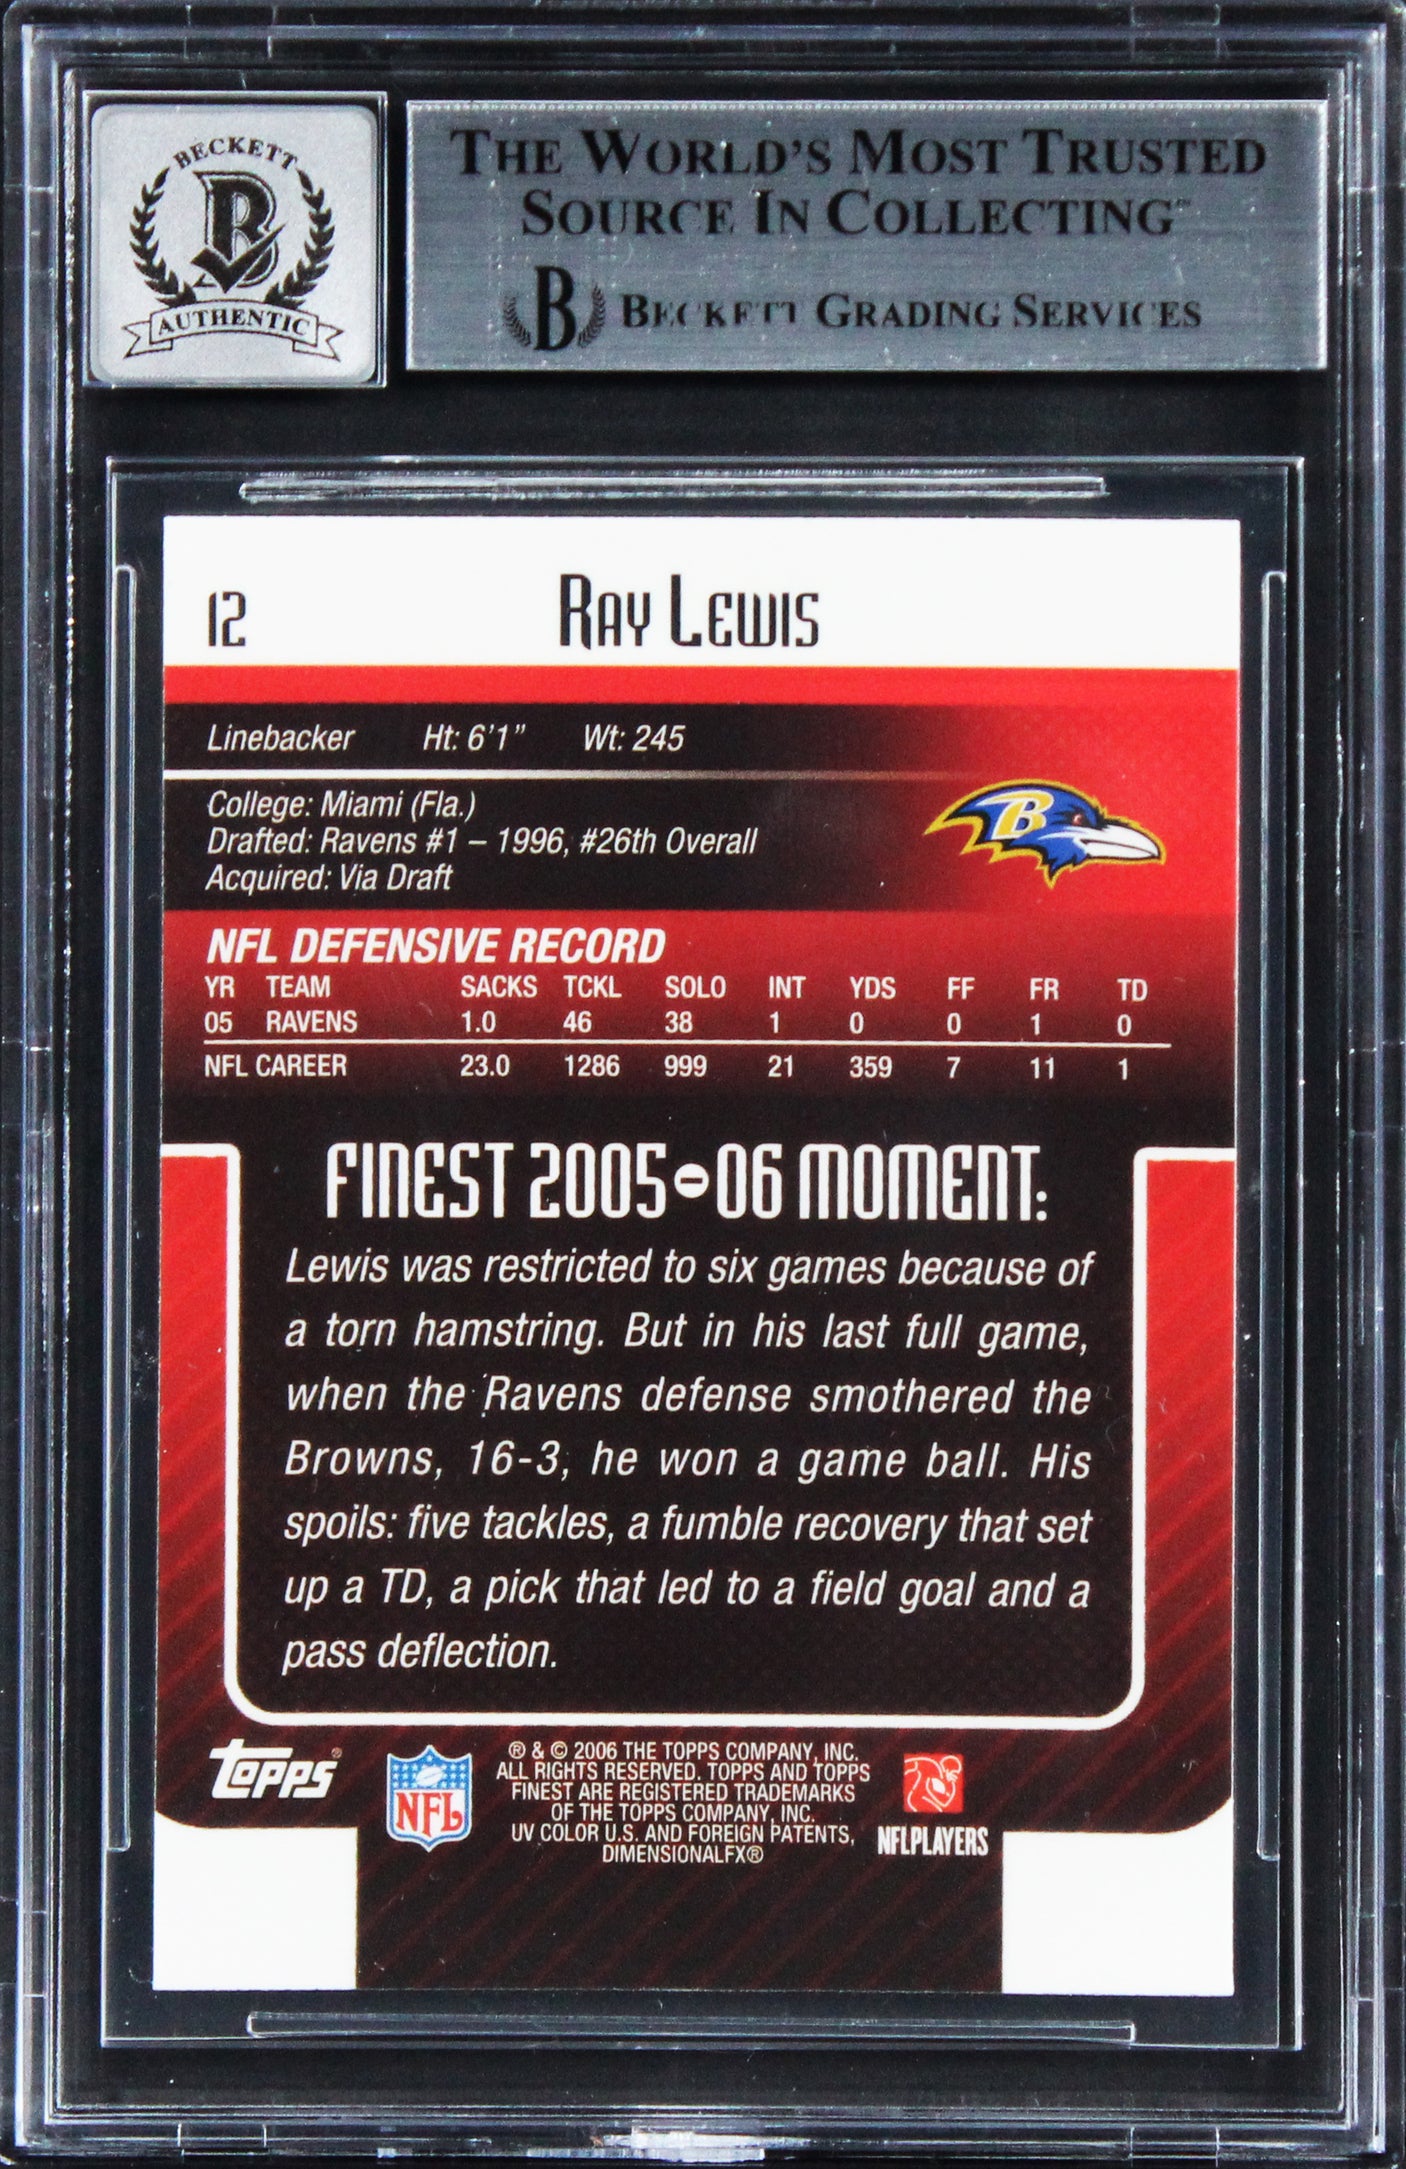 BECKETT
B
AUTHENTIC
THE WORLD'S MOST TRUSTED
SOURCE IN COLLECTING™
B BECKETT GRADING SERVICES
12 RAY LEWIS
Linebacker Ht: 6'1" Wt: 245
College: Miami (Fla.)
Drafted: Ravens #1 – 1996, #26th Overall
Acquired: Via Draft
B
NFL DEFENSIVE RECORD
YR TEAM SACKS TCKL SOLO INT YDS FF FR TD
05 RAVENS 1.0 46 38 1 0 0 1 0
NFL CAREER 23.0 1286 999 21 359 7 11 1
FINEST 2005-06 MOMENT:
Lewis was restricted to six games because of
a torn hamstring. But in his last full game,
when the Ravens defense smothered the
Browns, 16-3, he won a game ball. His
spoils: five tackles, a fumble recovery that set
up a TD, a pick that led to a field goal and a
pass deflection.
topps®
NFL
® & © 2006 THE TOPPS COMPANY, INC.
ALL RIGHTS RESERVED. TOPPS AND TOPPS
FINEST ARE REGISTERED TRADEMARKS
OF THE TOPPS COMPANY, INC.
UV COLOR U.S. AND FOREIGN PATENTS,
DIMENSIONALFX®
NFLPLAYERS